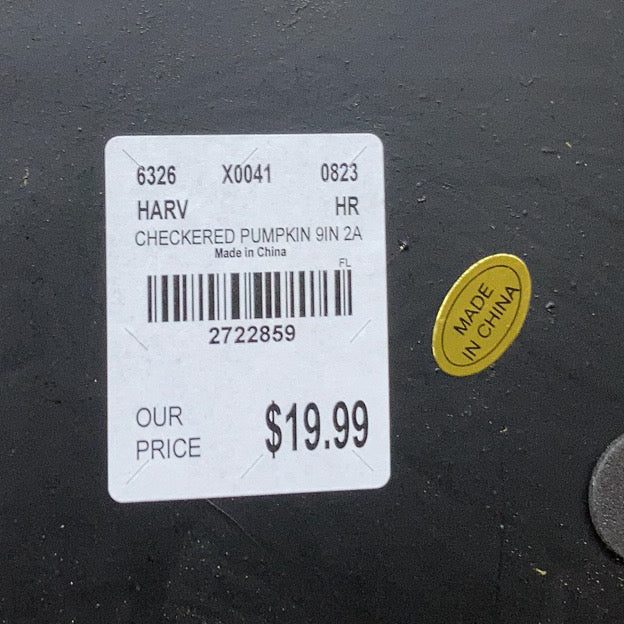 6326 X0041 0823
HARV HR
CHECKERED PUMPKIN 9IN 2A
Made in China
FL
2722859
OUR
PRICE $19.99
MADE
IN CHINA